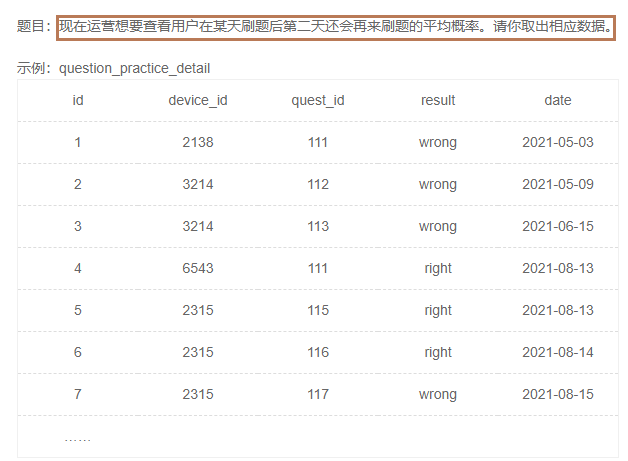 题目：现在运营想要查看用户在某天刷题后第二天还会再来刷题的平均概率。请你取出相应数据。
示例：question_practice_detail
id device_id quest_id result date
1 2138 111 wrong 2021-05-03
2 3214 112 wrong 2021-05-09
3 3214 113 wrong 2021-06-15
4 6543 111 right 2021-08-13
5 2315 115 right 2021-08-13
6 2315 116 right 2021-08-14
7 2315 117 wrong 2021-08-15
……